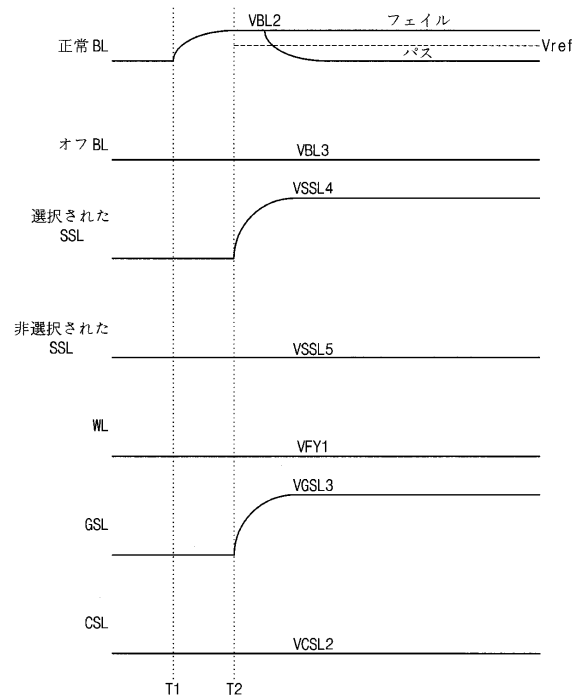 VBL2
フェイル
正常 BL
Vref
パス
オフ BL
VBL3
VSSL4
選択された
SSL
非選択された
SSL
VSSL5
WL
VFY1
VGSL3
GSL
CSL
VCSL2
T1 T2